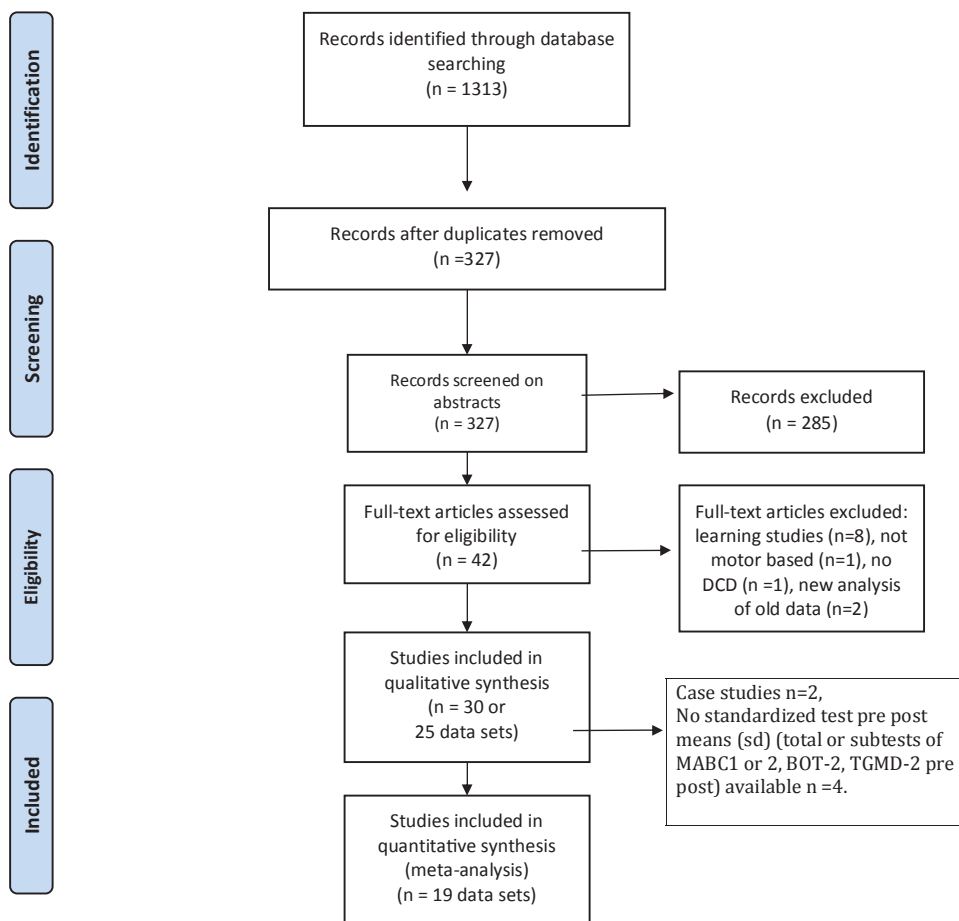 Identification
Records identified through database
searching
(n = 1313)
Records after duplicates removed
(n =327)
Screening
Records screened on
abstracts
(n = 327)
Records excluded
(n = 285)
Eligibility
Full-text articles assessed
for eligibility
(n = 42)
Full-text articles excluded:
learning studies (n=8), not
motor based (n=1), no
DCD (n =1), new analysis
of old data (n=2)
Studies included in
qualitative synthesis
(n = 30 or
25 data sets)
Case studies n=2,
No standardized test pre post
means (sd) (total or subtests of
MABC1 or 2, BOT-2, TGMD-2 pre
post) available n =4.
Included
Studies included in
quantitative synthesis
(meta-analysis)
(n = 19 data sets)